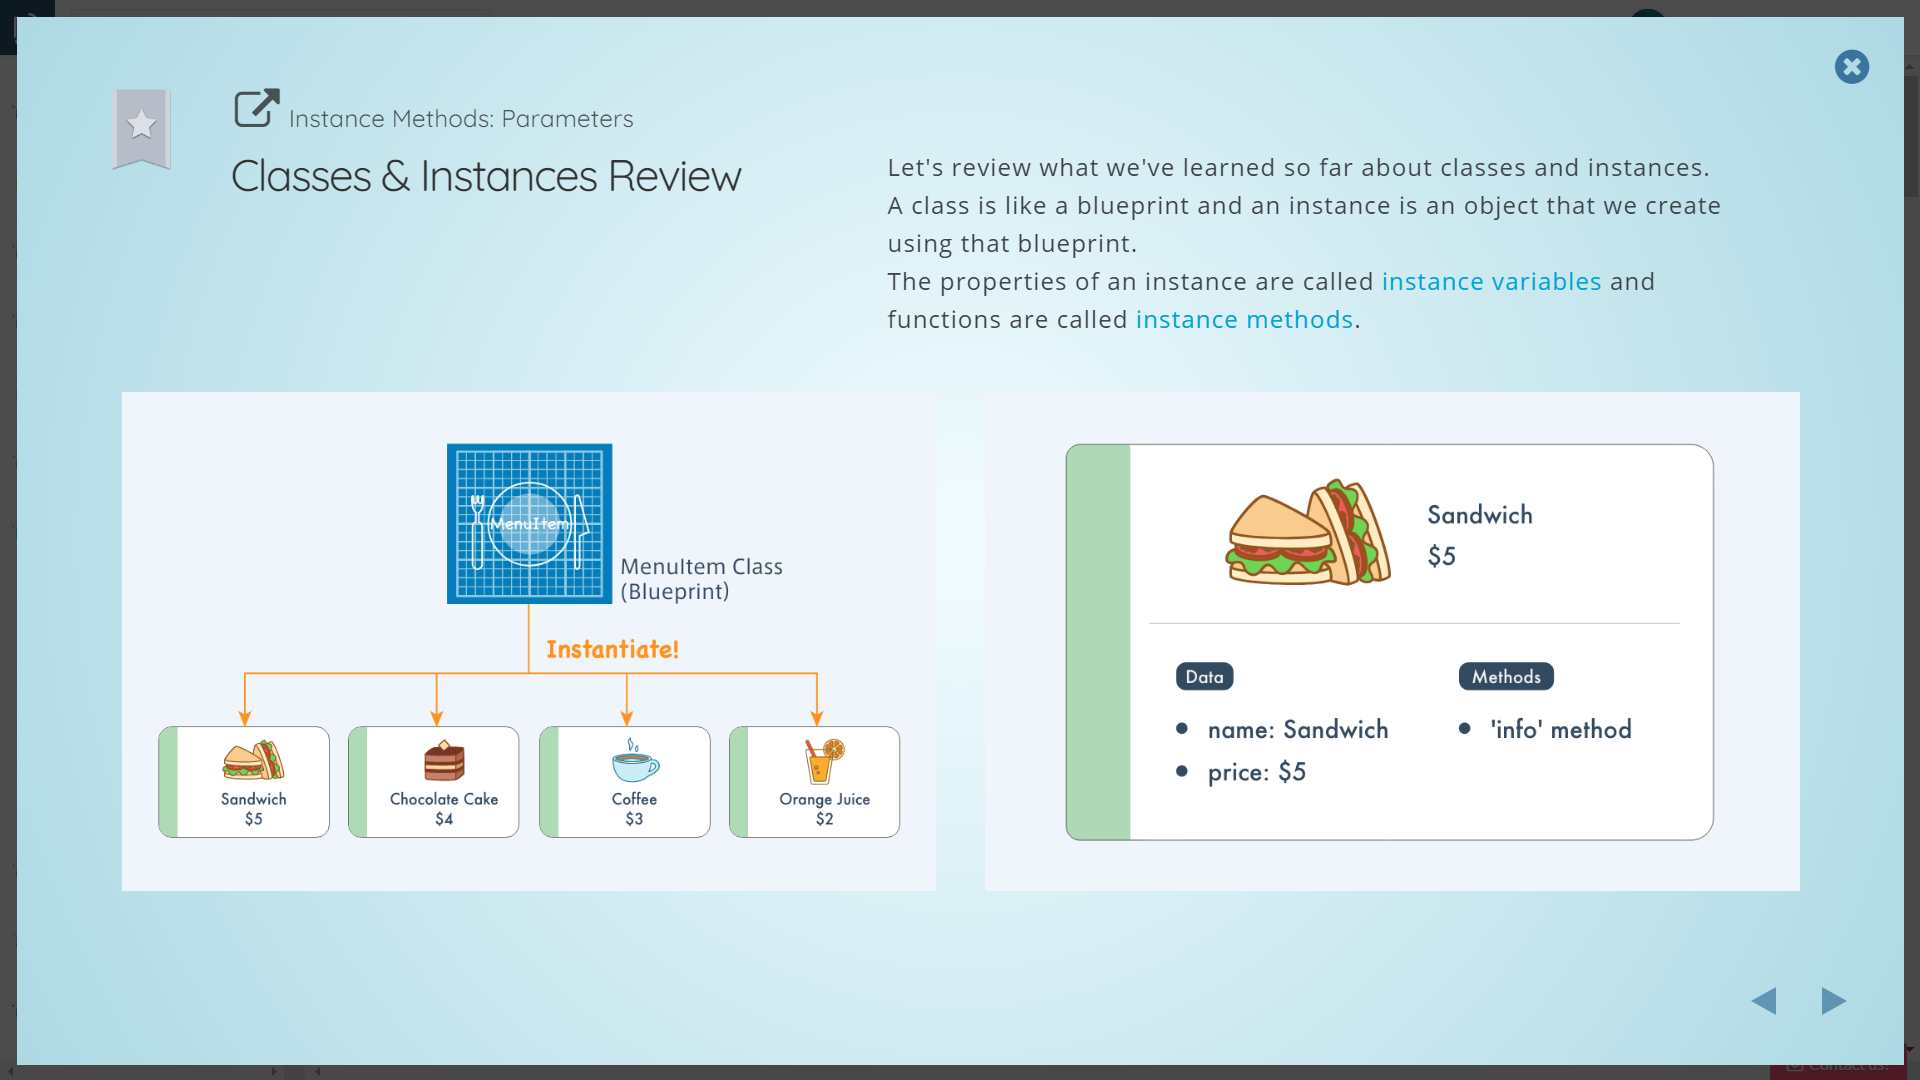 Instance Methods: Parameters
Classes & Instances Review
Let's review what we've learned so far about classes and instances.
A class is like a blueprint and an instance is an object that we create
using that blueprint.
The properties of an instance are called instance variables and
functions are called instance methods.
MenuItem
MenuItem Class
(Blueprint)
Instantiate!
Sandwich
$5
Chocolate Cake
$4
Coffee
$3
Orange Juice
$2
Sandwich
$5
Data
name: Sandwich
price: $5
Methods
'info' method
Contact us!